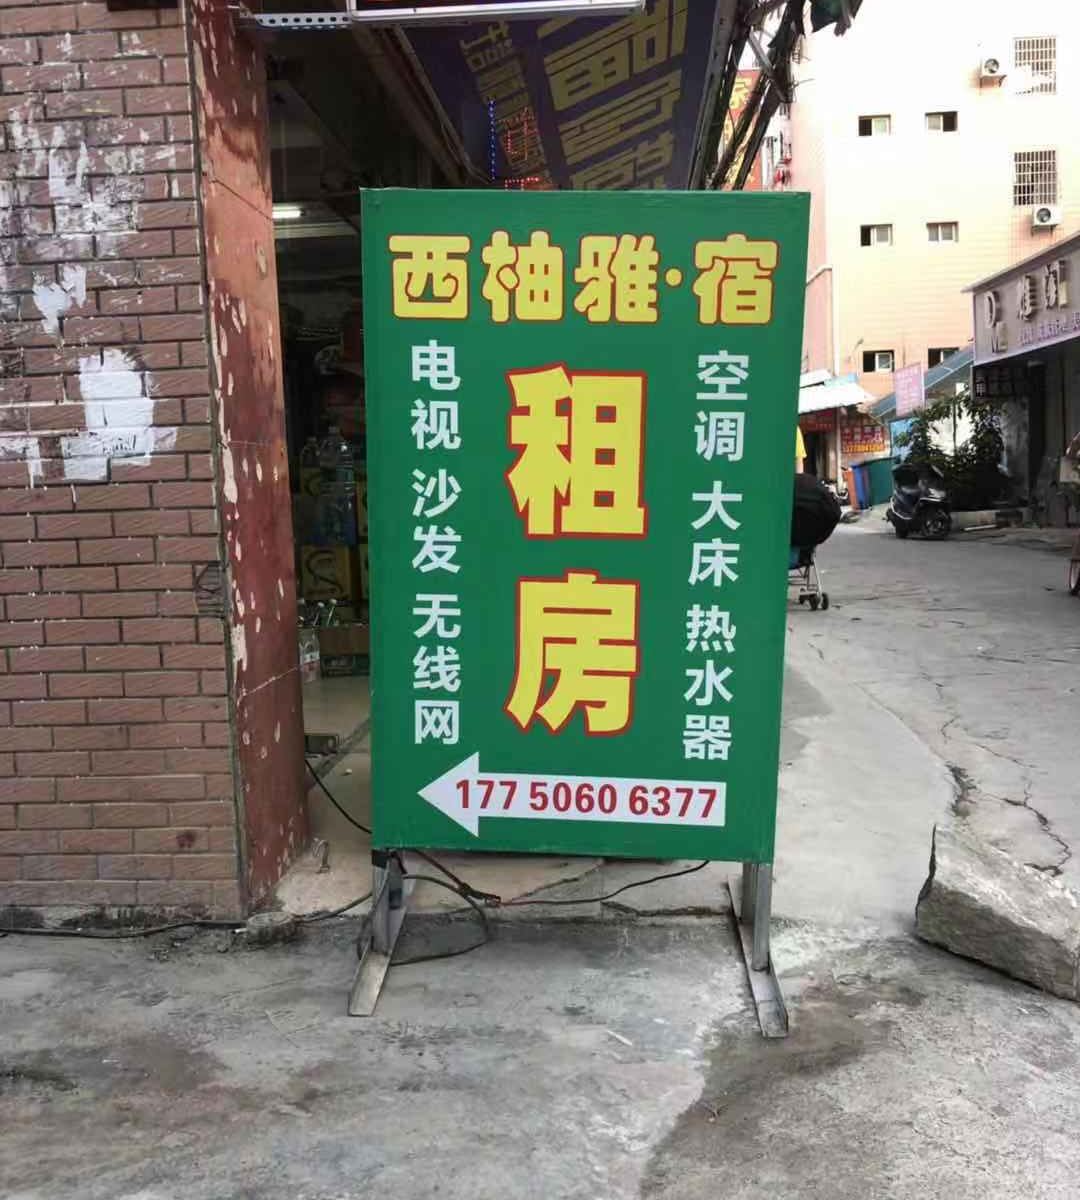 西柚雅·宿
租房
空调 大床 热水器
电视 沙发 无线网
177 5060 6377